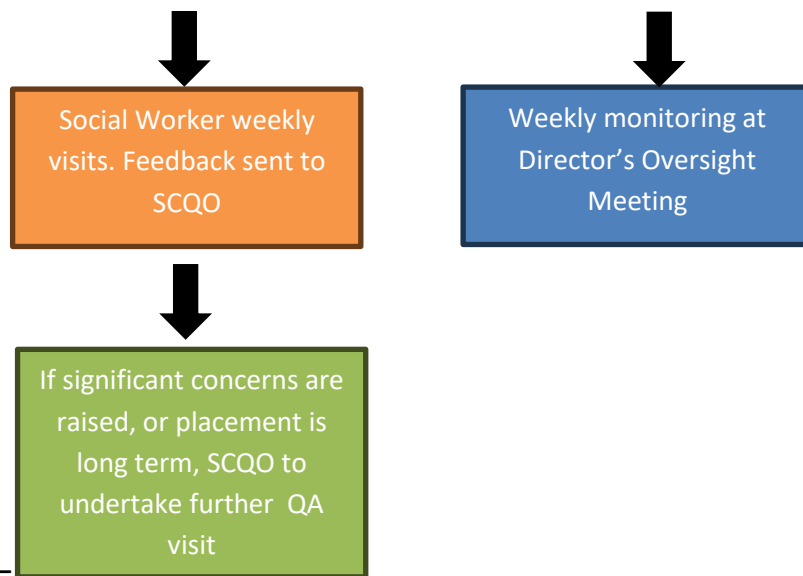 Social Worker weekly
visits. Feedback sent to
SCQO
Weekly monitoring at
Director’s Oversight
Meeting
If significant concerns are
raised, or placement is
long term, SCQO to
undertake further  QA
visit